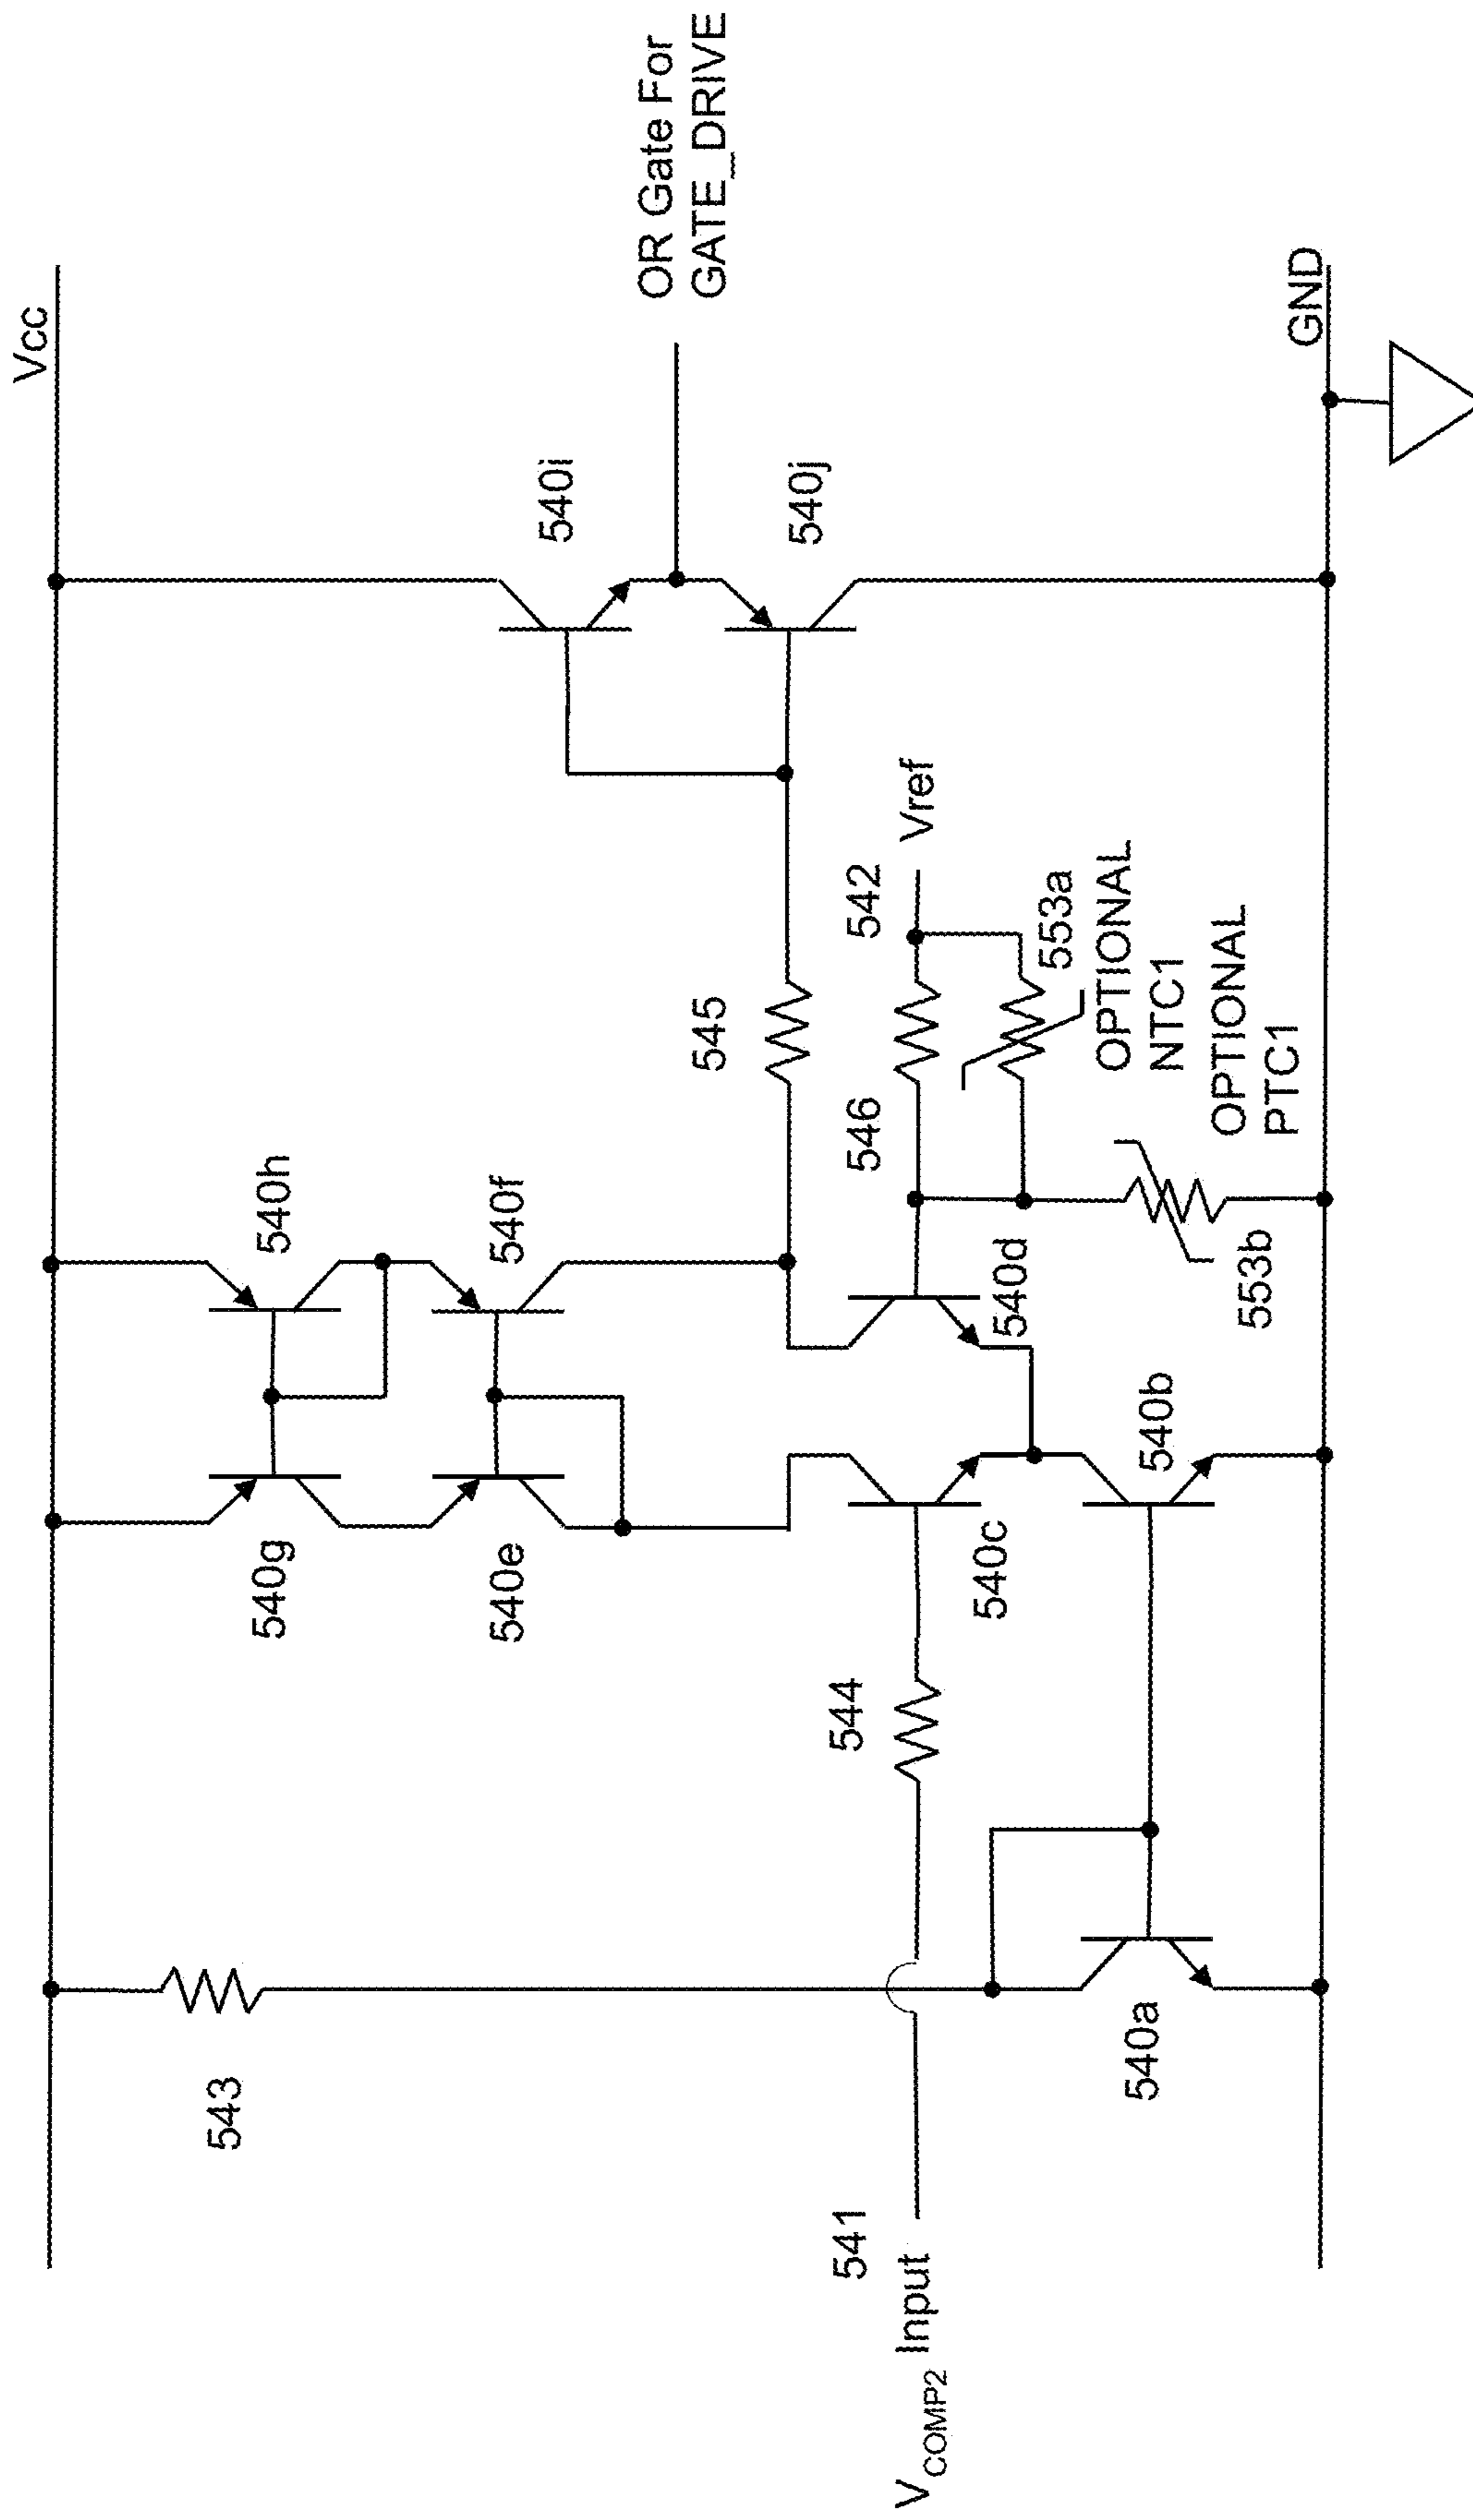 Vcc
OR Gate For
GATE_DRIVE
GND
543
540g
540h
540e
540f
540i
540j
545
541
V_COMP2 Input
544
540c
540d
546
542
Vref
553a
OPTIONAL
NTC1
OPTIONAL
PTC1
553b
540a
540b